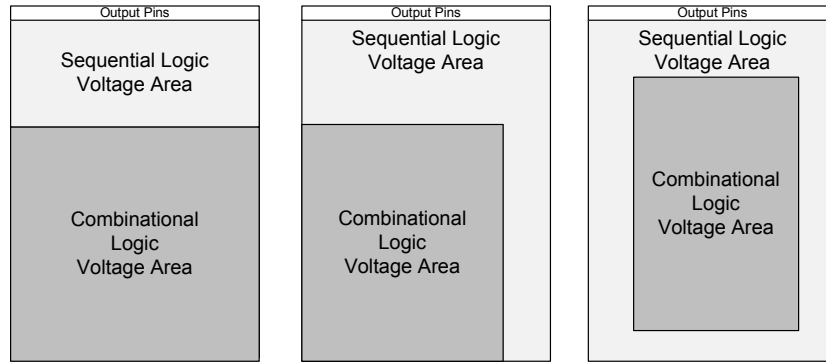 Output Pins
Sequential Logic
Voltage Area
Combinational
Logic
Voltage Area
Output Pins
Sequential Logic
Voltage Area
Combinational
Logic
Voltage Area
Output Pins
Sequential Logic
Voltage Area
Combinational
Logic
Voltage Area